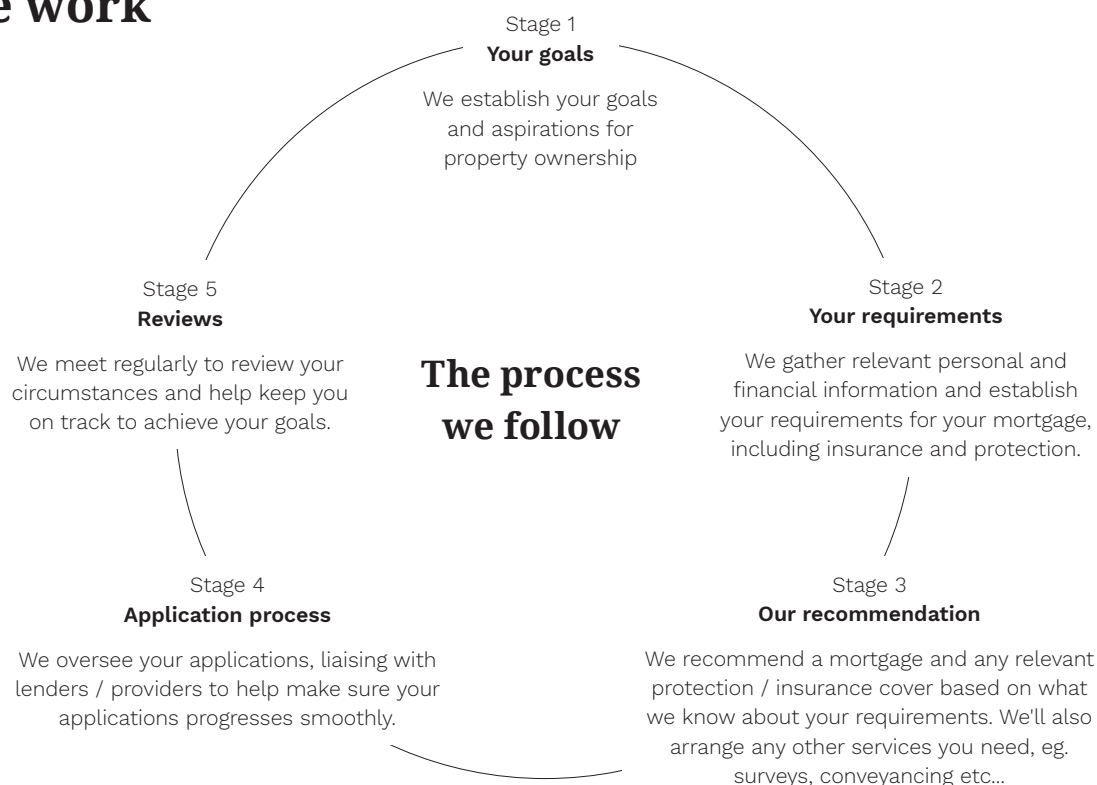 e work
Stage 1
Your goals
We establish your goals
and aspirations for
property ownership
Stage 2
Your requirements
We gather relevant personal and
financial information and establish
your requirements for your mortgage,
including insurance and protection.
The process
we follow
Stage 3
Our recommendation
We recommend a mortgage and any relevant
protection / insurance cover based on what
we know about your requirements. We'll also
arrange any other services you need, eg.
surveys, conveyancing etc...
Stage 4
Application process
We oversee your applications, liaising with
lenders / providers to help make sure your
applications progresses smoothly.
Stage 5
Reviews
We meet regularly to review your
circumstances and help keep you
on track to achieve your goals.